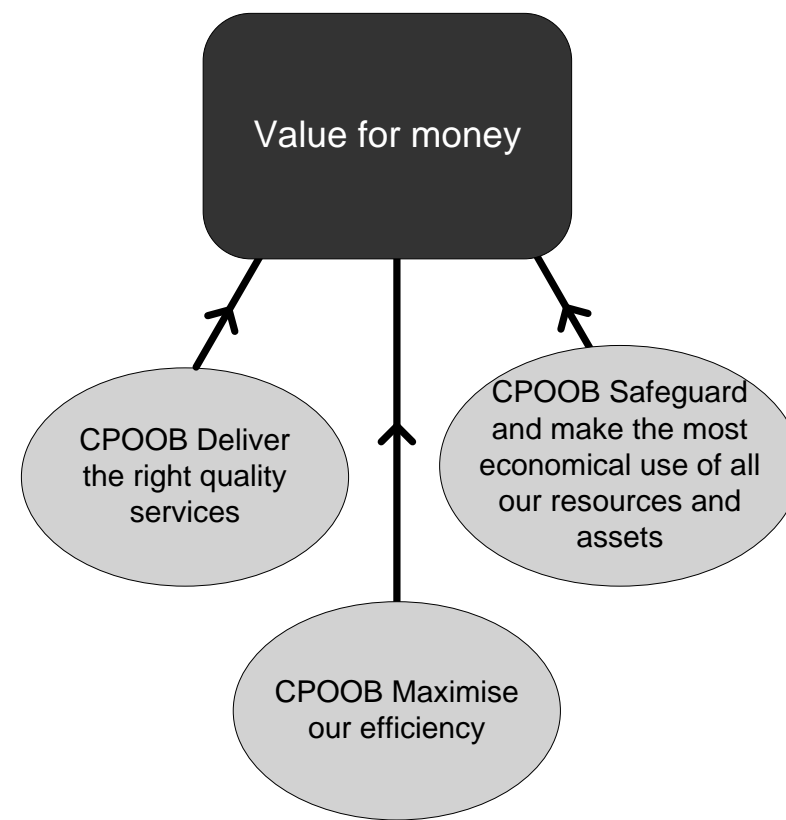 Value for money
CPOOB Deliver
the right quality
services
CPOOB Safeguard
and make the most
economical use of all
our resources and
assets
CPOOB Maximise
our efficiency